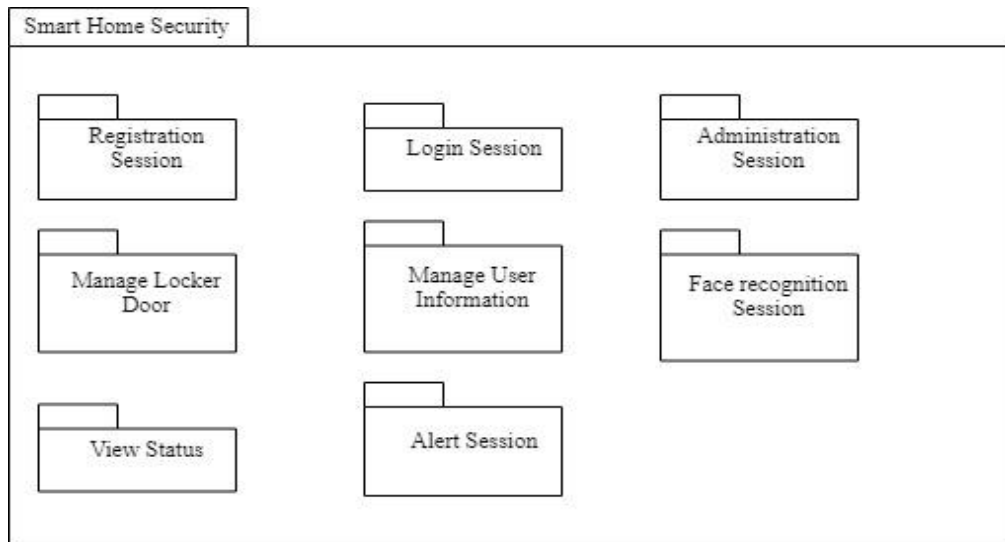 Smart Home Security
Registration
Session
Login Session
Administration
Session
Manage Locker
Door
Manage User
Information
Face recognition
Session
View Status
Alert Session